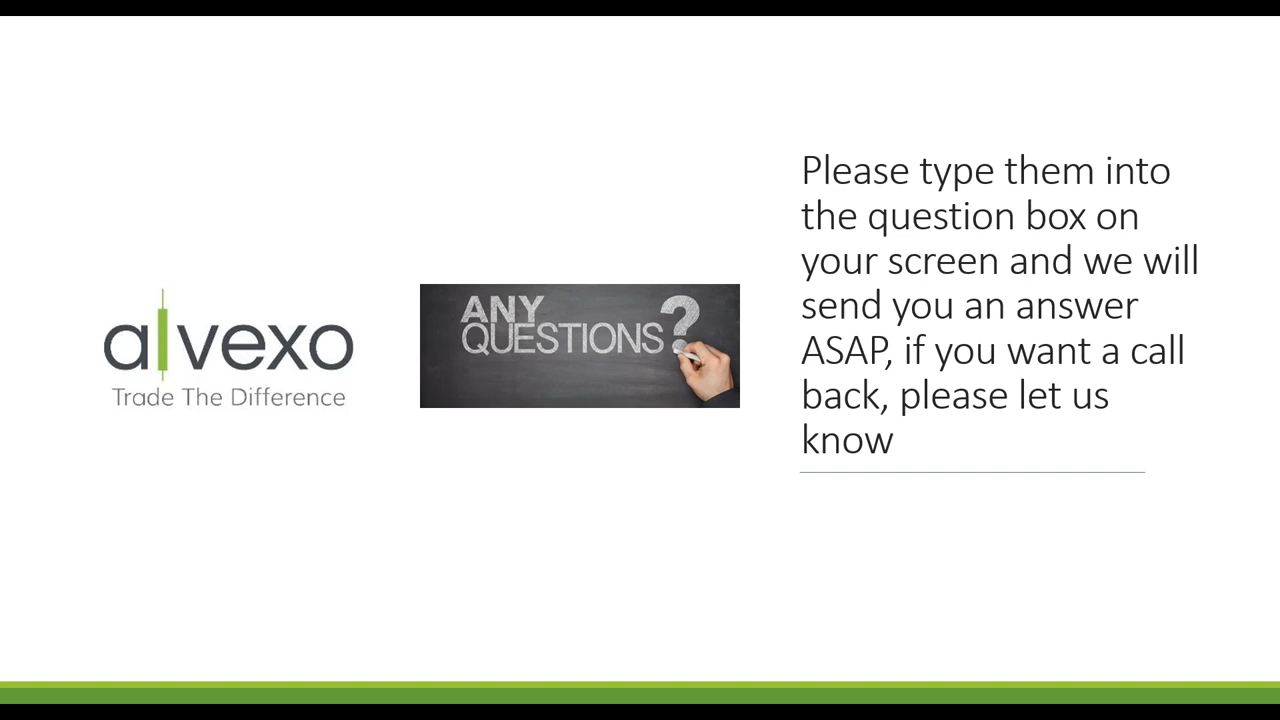 alvexo
Trade The Difference
ANY
QUESTIONS?
Please type them into
the question box on
your screen and we will
send you an answer
ASAP, if you want a call
back, please let us
know